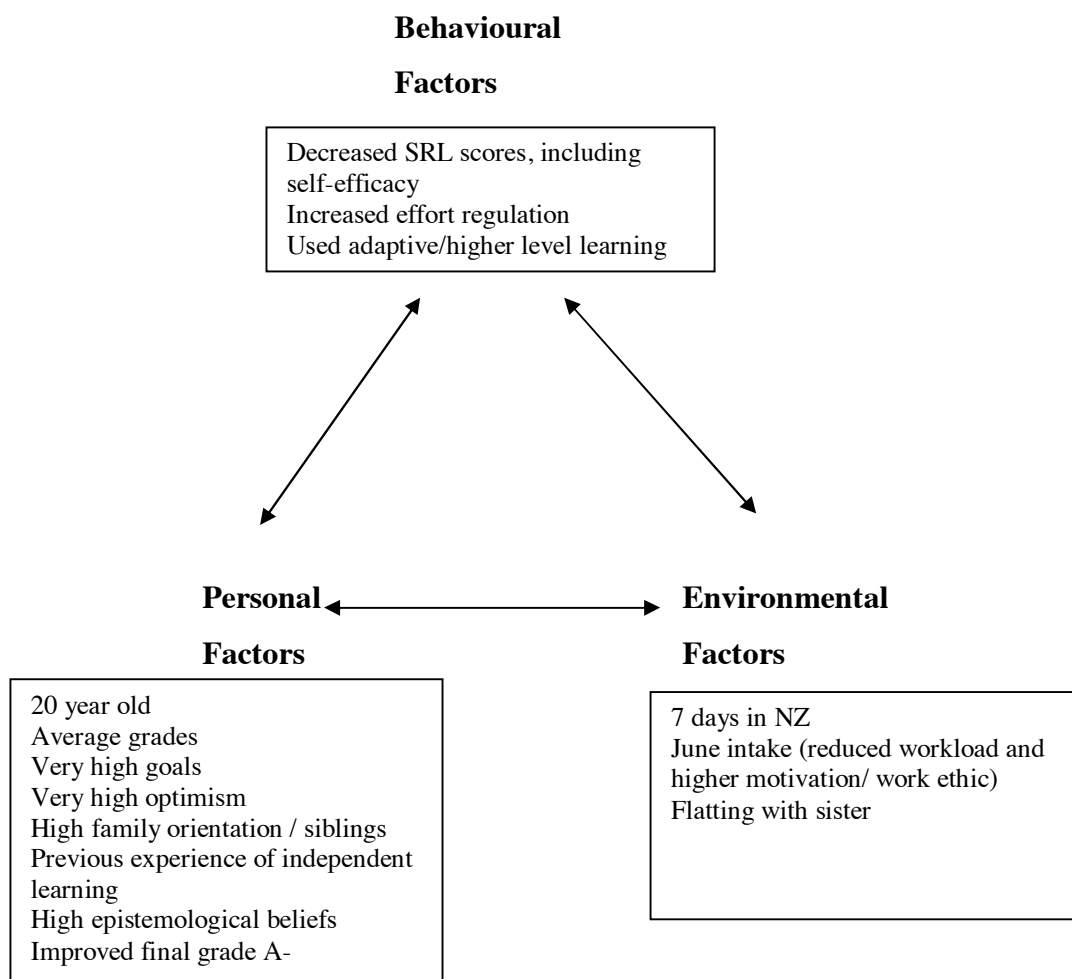 Behavioural
Factors
Decreased SRL scores, including
self-efficacy
Increased effort regulation
Used adaptive/higher level learning
Personal
Factors
20 year old
Average grades
Very high goals
Very high optimism
High family orientation / siblings
Previous experience of independent
learning
High epistemological beliefs
Improved final grade A-
Environmental
Factors
7 days in NZ
June intake (reduced workload and
higher motivation/ work ethic)
Flatting with sister